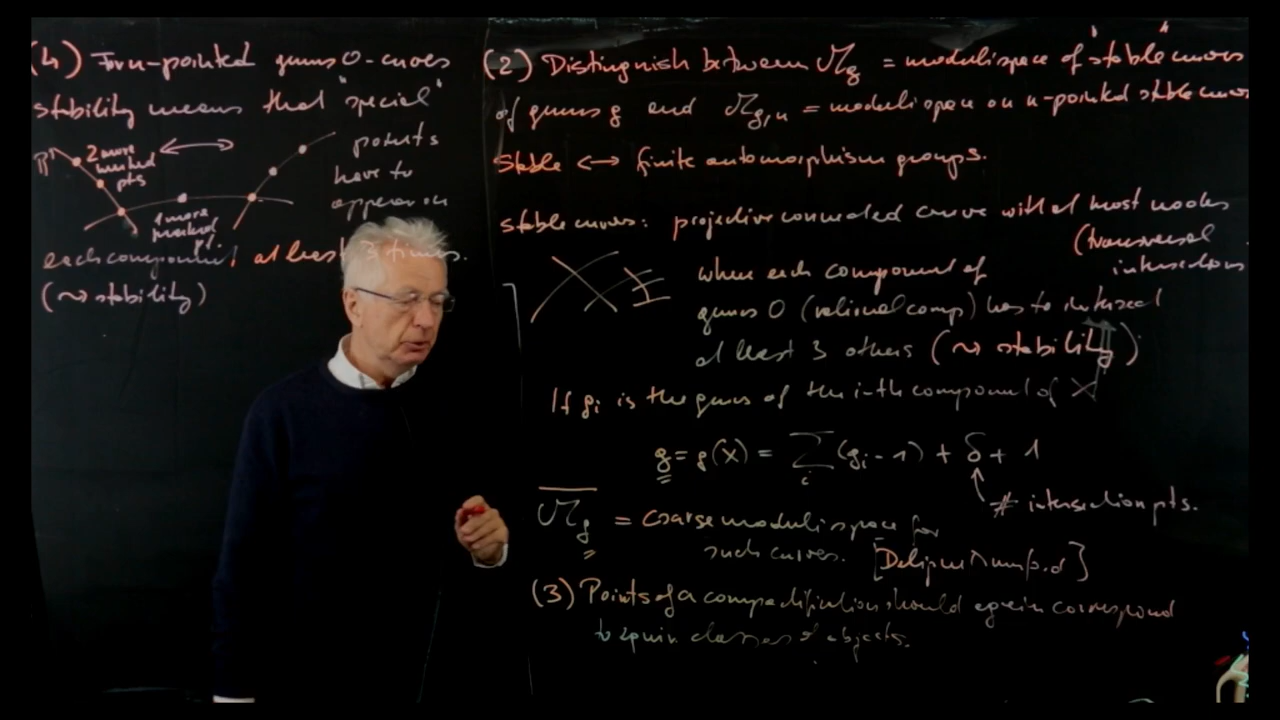 (4) For n-pointed genus 0-curves
stability means that "special"
points
have to
appear on
P¹
2 more
marked
pts
1 more
marked
pt.
each component at least 3 times.
(⇝ stability)
(2) Distinguish between M_g = moduli space of "stable" curves
of genus g and M_{g,n} = moduli space on n-pointed stable curves
Stable ↔ finite automorphism groups.
stable curves: projective connected curve with at most nodes
(transversal
intersections
where each component of
genus 0 (rational comp) has to intersect
at least 3 others (⇝ stability)
If g_i is the genus of the i-th component of X
g = g(X) = Σ_i (g_i - 1) + δ + 1
# intersection pts.
\overline{M}_g = coarse moduli space for
such curves. [Deligne Mumford]
(3) Points of a compactification should again correspond
to equiv. classes of objects.